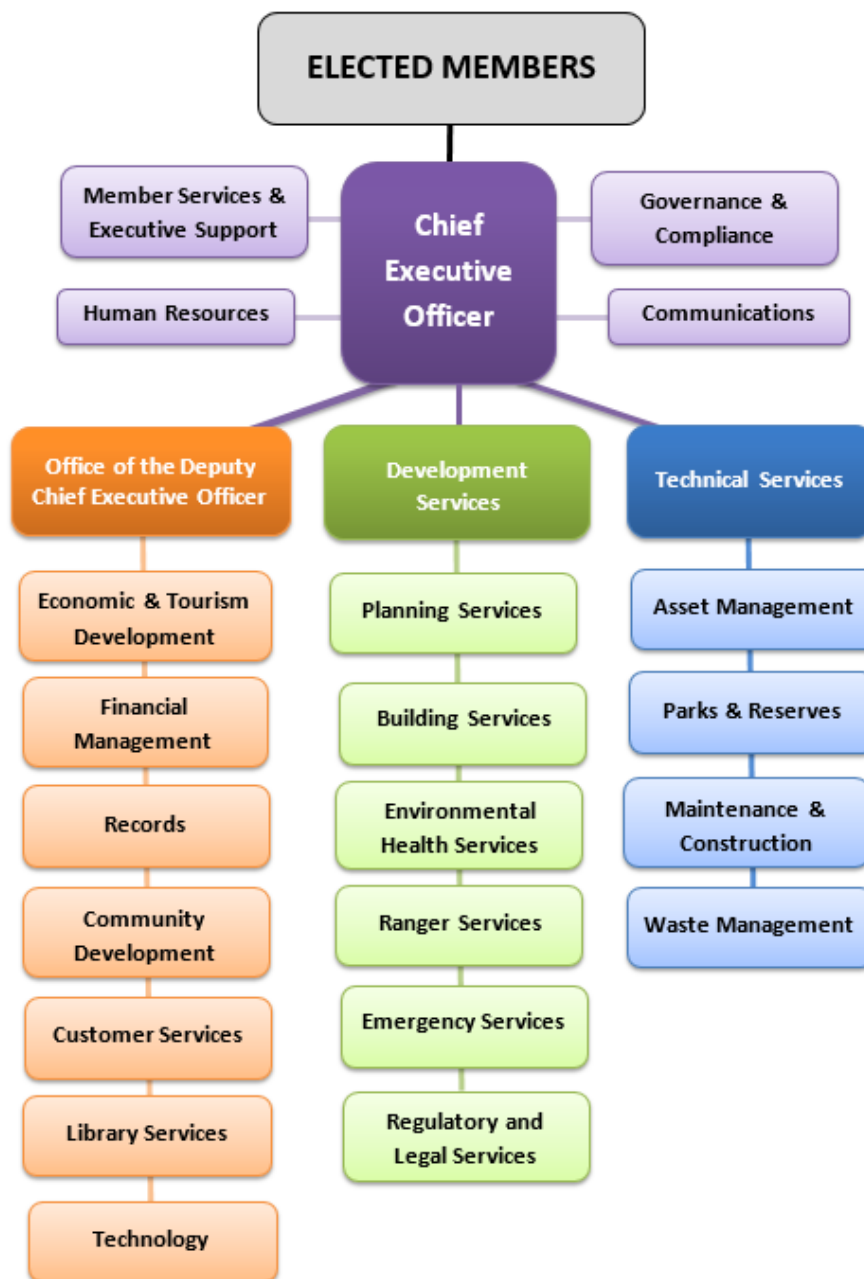 ELECTED MEMBERS
Member Services &
Executive Support
Governance &
Compliance
Chief
Executive
Officer
Human Resources
Communications
Office of the Deputy
Chief Executive Officer
Development
Services
Technical Services
Economic & Tourism
Development
Financial
Management
Records
Community
Development
Customer Services
Library Services
Technology
Planning Services
Building Services
Environmental
Health Services
Ranger Services
Emergency Services
Regulatory and
Legal Services
Asset Management
Parks & Reserves
Maintenance &
Construction
Waste Management